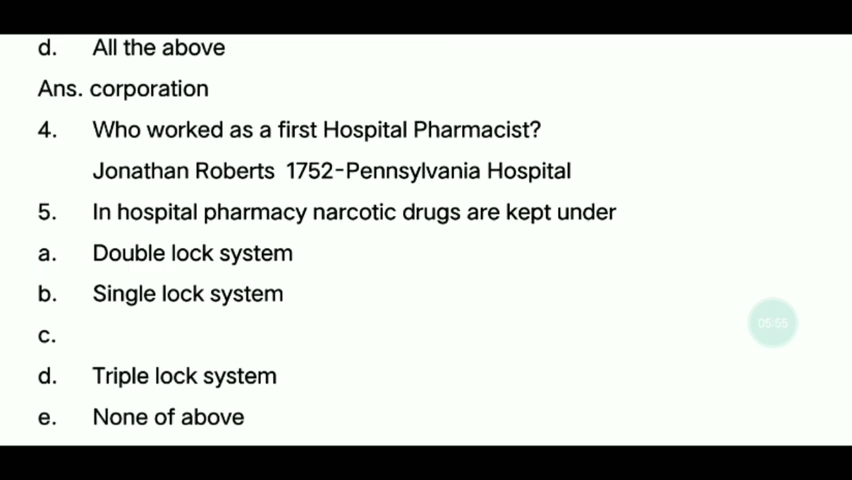 d. All the above
Ans. corporation
4. Who worked as a first Hospital Pharmacist?
Jonathan Roberts 1752-Pennsylvania Hospital
5. In hospital pharmacy narcotic drugs are kept under
a. Double lock system
b. Single lock system
05:55
c.
d. Triple lock system
e. None of above